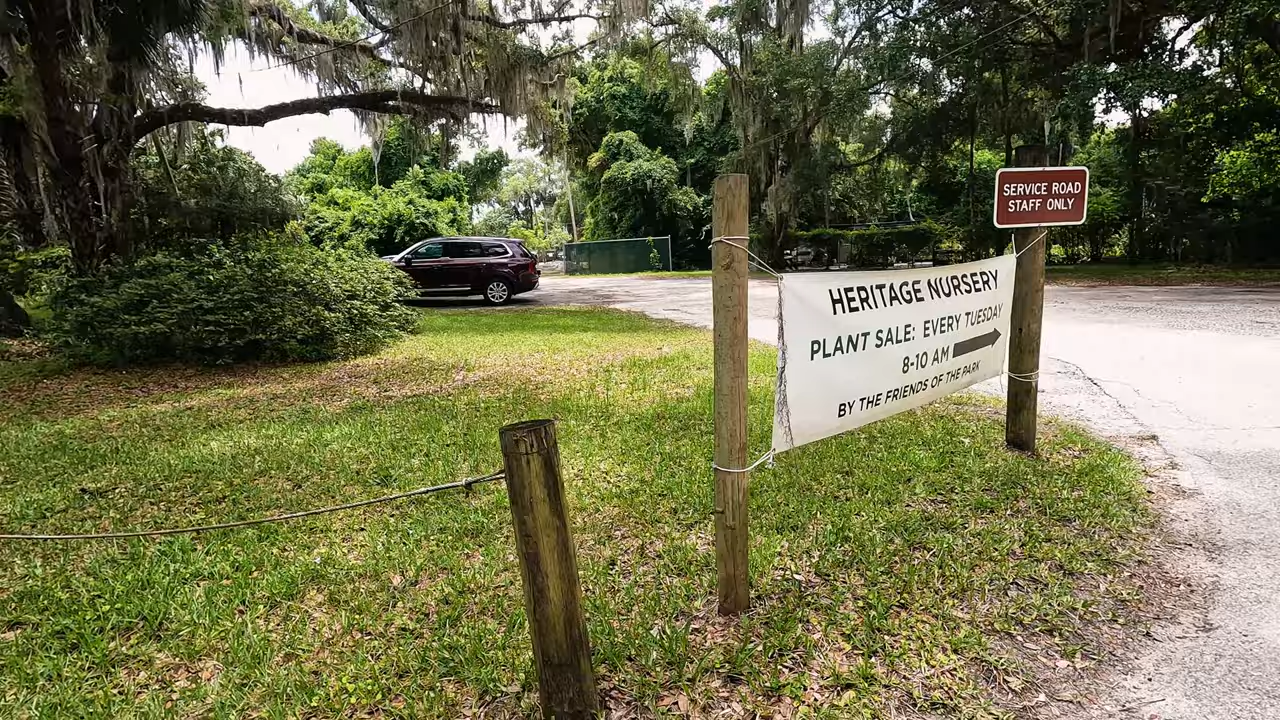 SERVICE ROAD
STAFF ONLY
HERITAGE NURSERY
PLANT SALE: EVERY TUESDAY
8-10 AM
BY THE FRIENDS OF THE PARK